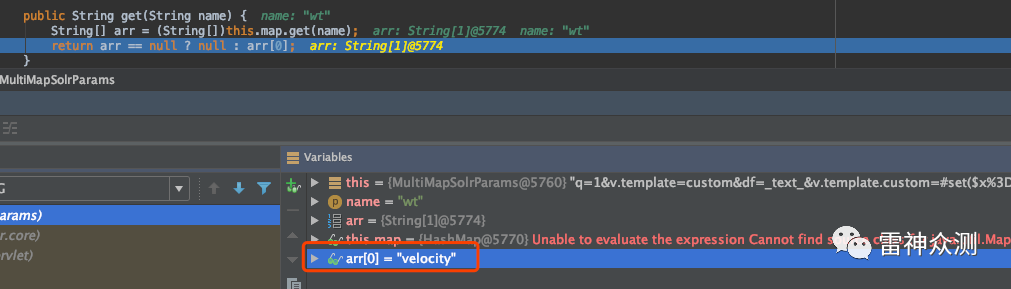 public String get(String name) {  name: "wt"
String[] arr = (String[])this.map.get(name);  arr: String[1]@5774  name: "wt"
return arr == null ? null : arr[0];  arr: String[1]@5774
}
MultiMapSolrParams
Variables
G
this = {MultiMapSolrParams@5760} "q=1&v.template=custom&df=_text_&v.template.custom=#set($x%3D
arams)
name = "wt"
arr = {String[1]@5774}
r.core)
this.map = {HashMap@5770} Unable to evaluate the expression Cannot find
l.Map
rvlet)
arr[0] = "velocity"
雷神众测